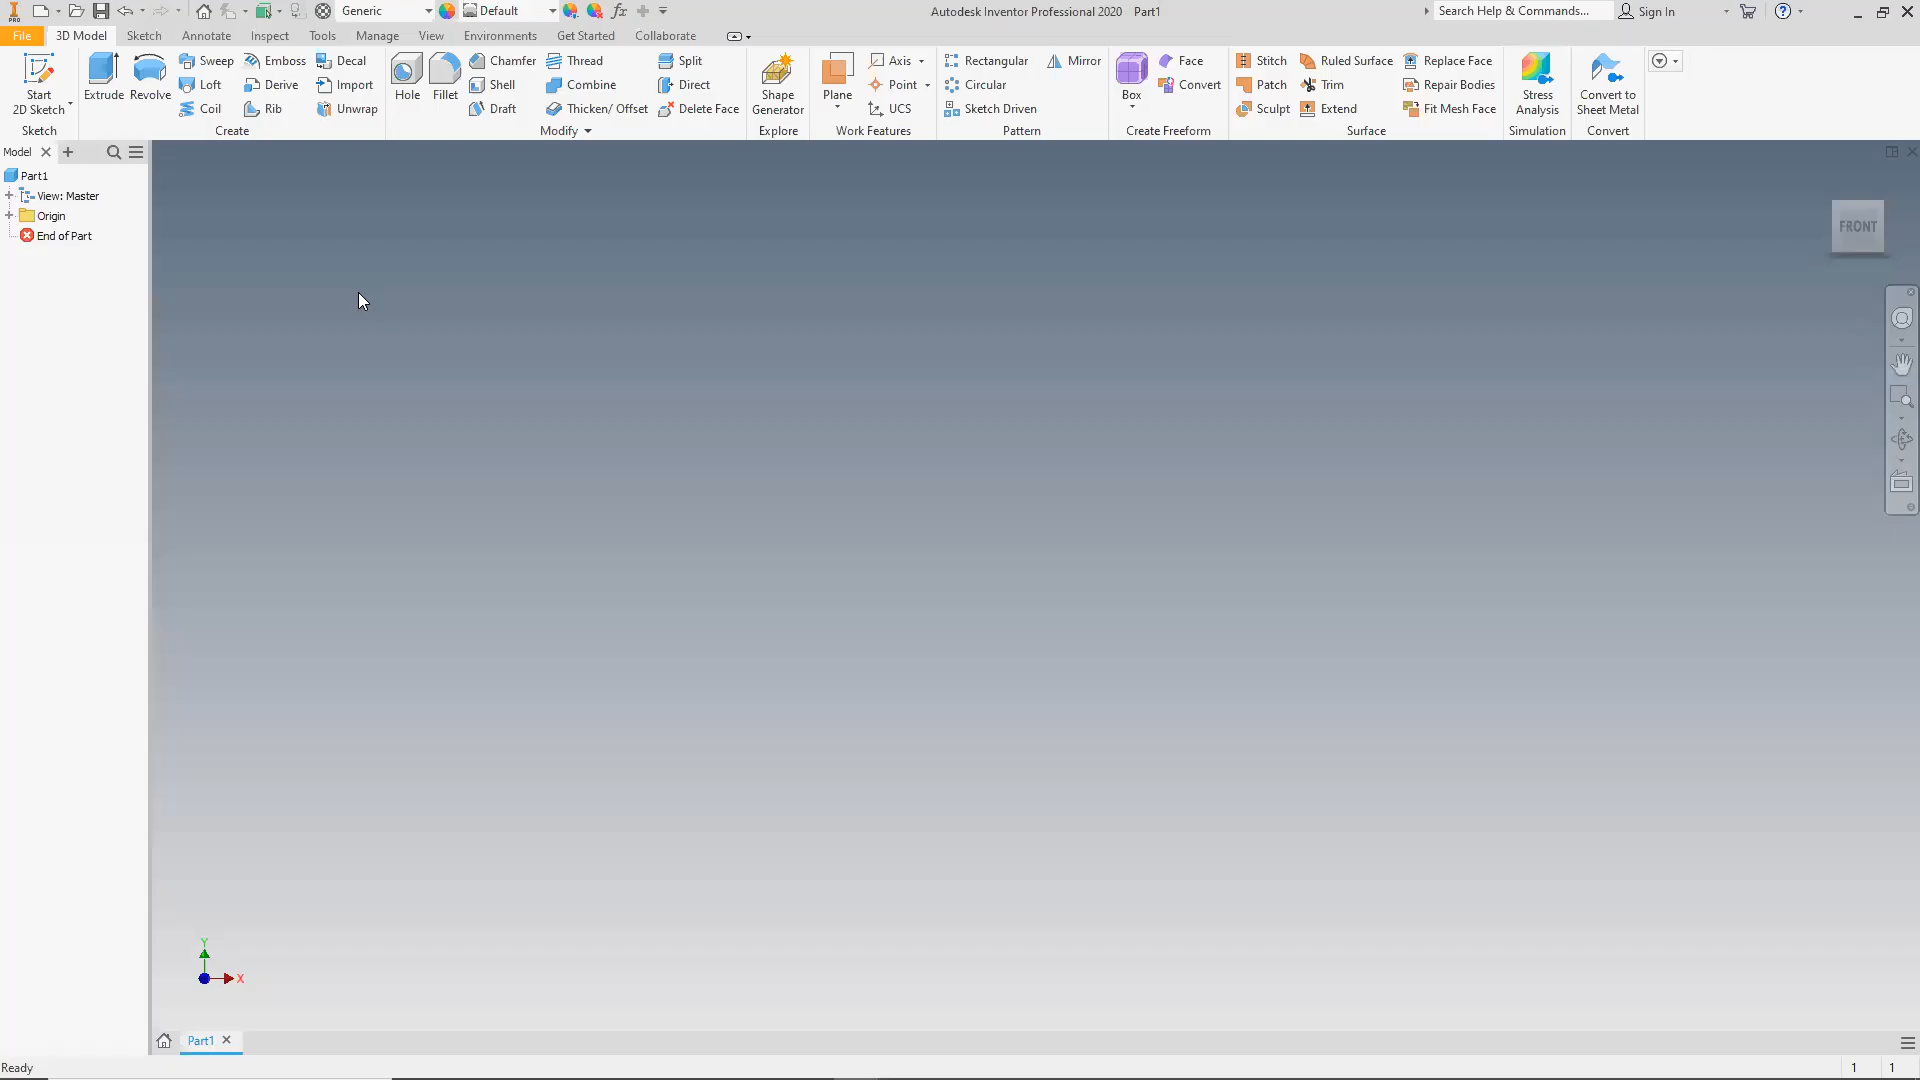 PRO Generic Default fx Autodesk Inventor Professional 2020 Part1 Search Help & Commands... Sign In
File 3D Model Sketch Annotate Inspect Tools Manage View Environments Get Started Collaborate
Start 2D Sketch
Extrude
Revolve
Sweep
Loft
Coil
Emboss
Derive
Rib
Decal
Import
Unwrap
Hole
Fillet
Chamfer
Shell
Draft
Thread
Combine
Thicken/ Offset
Split
Direct
Delete Face
Shape Generator
Plane
Axis
Point
UCS
Rectangular
Circular
Sketch Driven
Mirror
Box
Face
Convert
Stitch
Patch
Sculpt
Ruled Surface
Trim
Extend
Replace Face
Repair Bodies
Fit Mesh Face
Stress Analysis
Convert to Sheet Metal
Sketch Create Modify Explore Work Features Pattern Create Freeform Surface Simulation Convert
Model
Part1
View: Master
Origin
End of Part
FRONT
Y
X
Part1
Ready 1 1